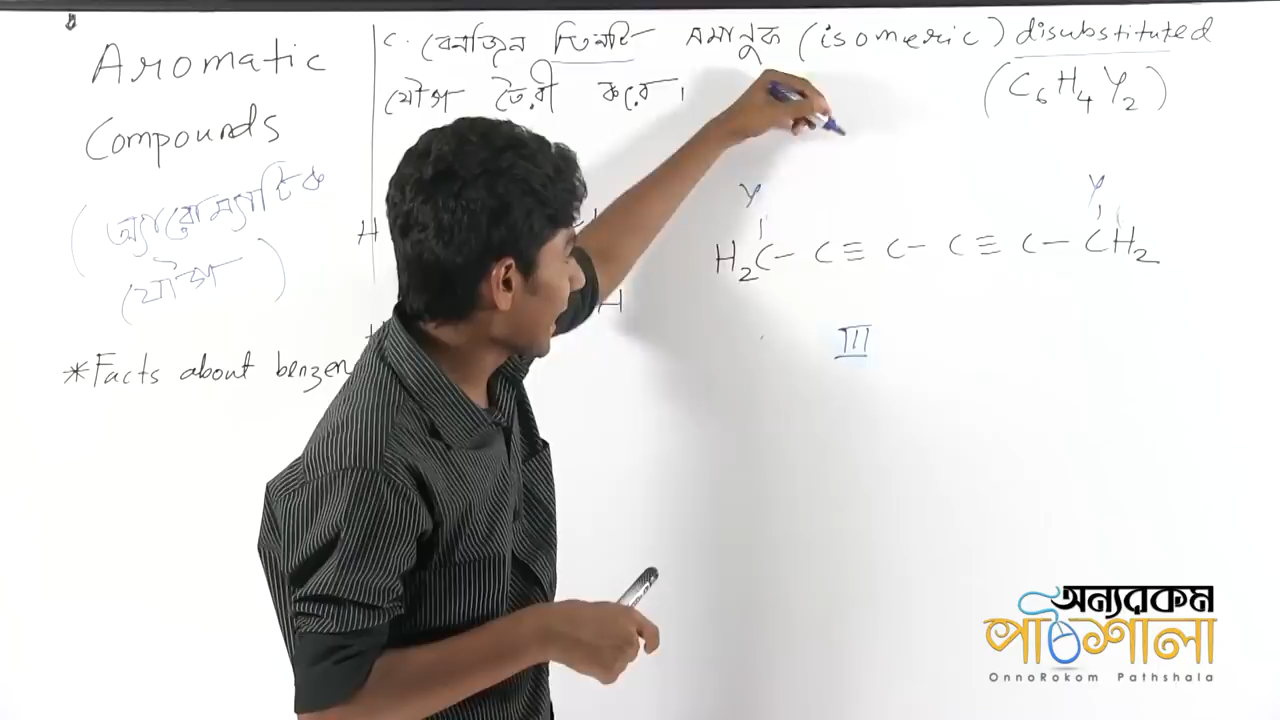 Aromatic
Compounds
(অ্যারোম্যাটিক
যৌগ)
*Facts about benzen
c. বেনজিন তিনটি সমাণুক (isomeric) disubstituted
যৌগ তৈরী করে। (C₆H₄Y₂)
H
H
Y Y
H₂C - C ≡ C - C ≡ C - CH₂
III
অন্যরকম
পাঠশালা
OnnoRokom Pathshala